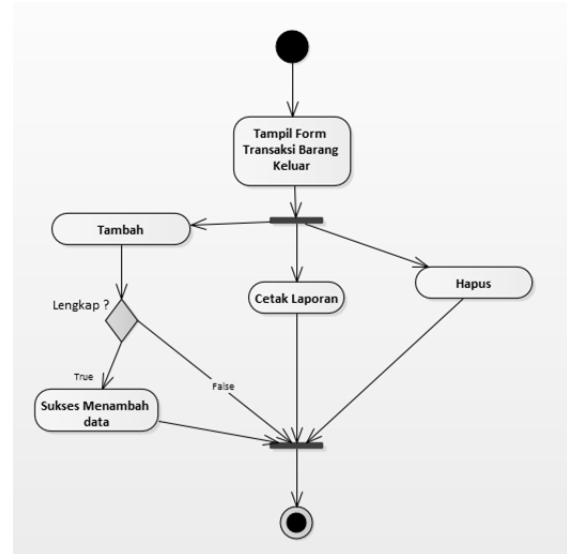 Tampil Form
Transaksi Barang
Keluar
Tambah
Lengkap ?
Cetak Laporan
Hapus
True
False
Sukses Menambah
data